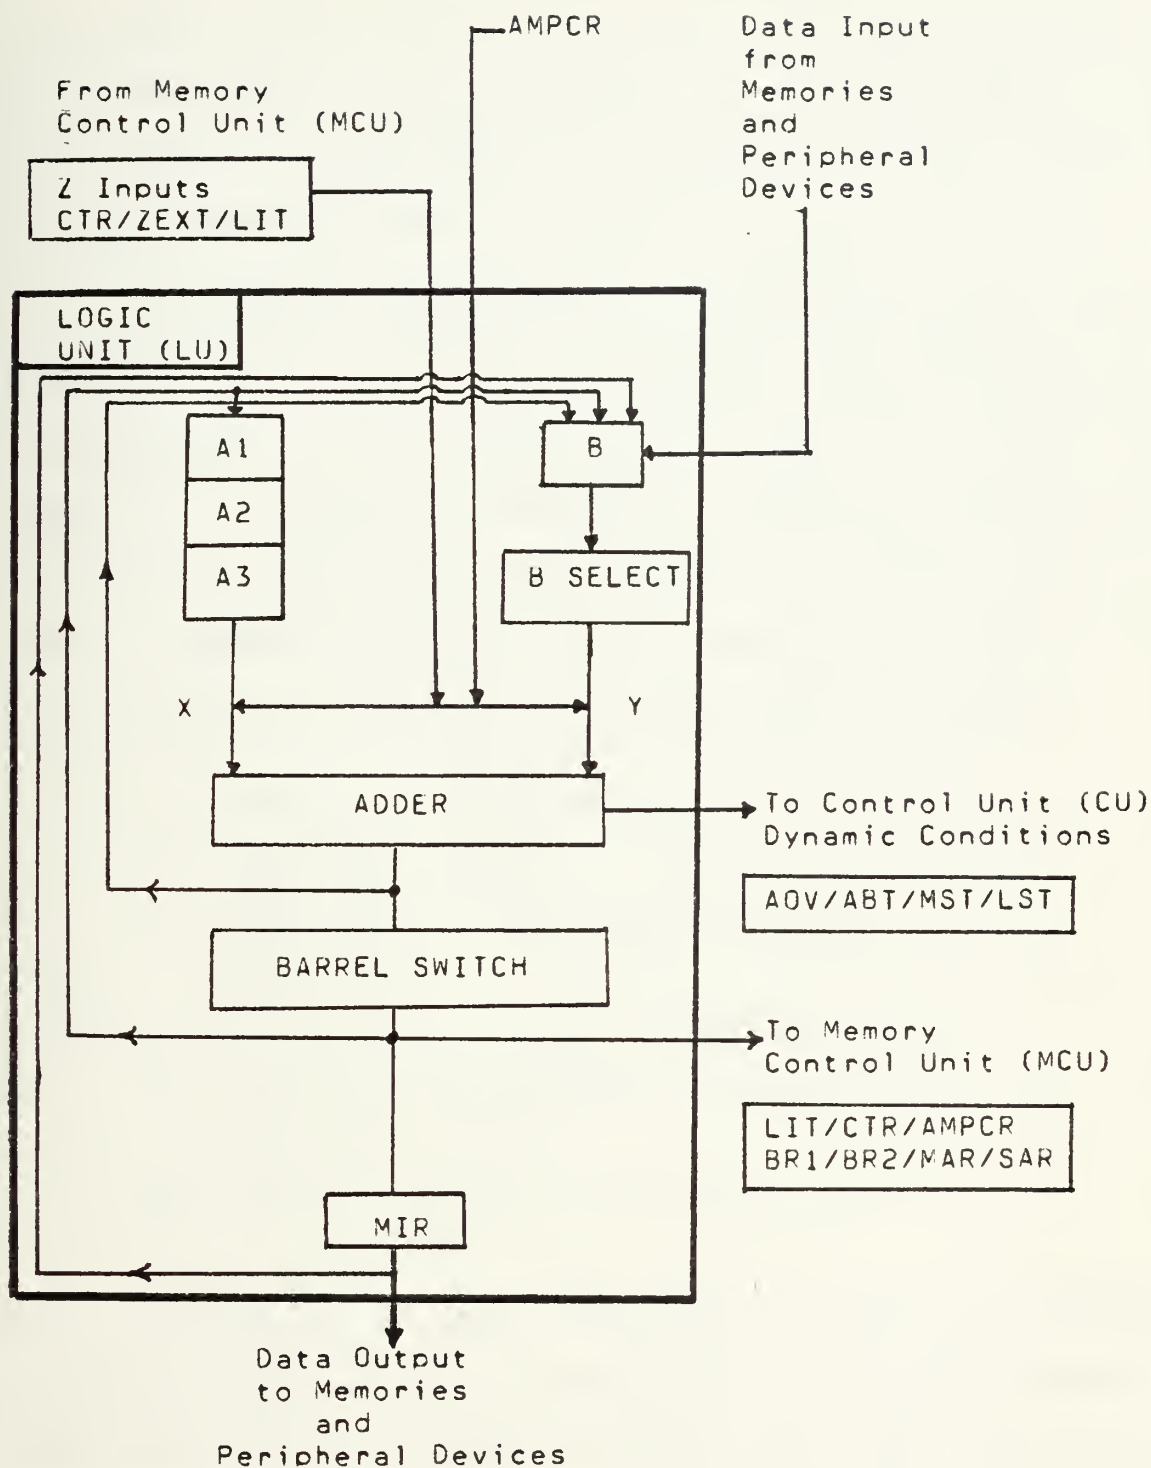 AMPCR
Data Input
from
Memories
and
Peripheral
Devices
From Memory
Control Unit (MCU)
Z Inputs
CTR/ZEXT/LIT
LOGIC
UNIT (LU)
A1
A2
A3
B
B SELECT
X
Y
ADDER
To Control Unit (CU)
Dynamic Conditions
AOV/ABT/MST/LST
BARREL SWITCH
To Memory
Control Unit (MCU)
LIT/CTR/AMPCR
BR1/BR2/MAR/SAR
MIR
Data Output
to Memories
and
Peripheral Devices